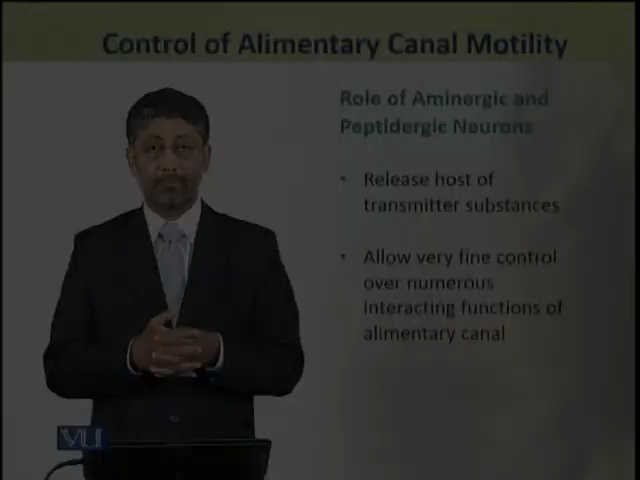 Control of Alimentary Canal Motility
Role of Aminergic and
Peptidergic Neurons
• Release host of
transmitter substances
• Allow very fine control
over numerous
interacting functions of
alimentary canal
VU